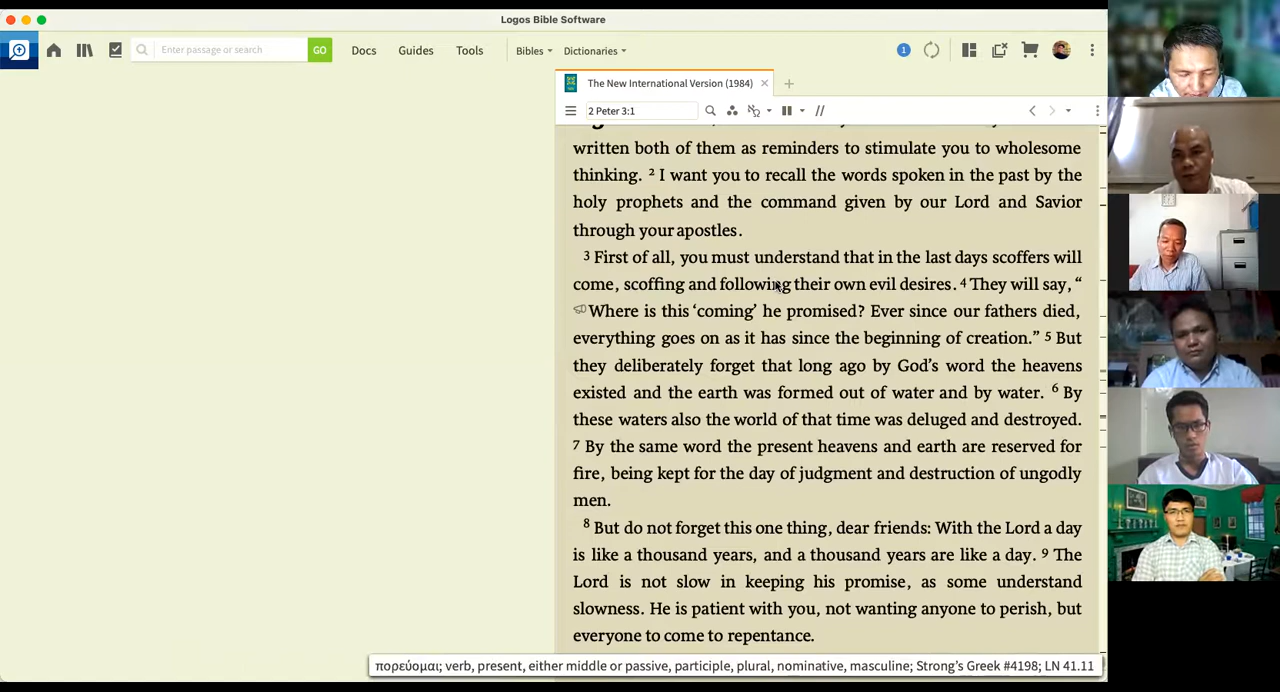 Logos Bible Software
Enter passage or search
GO
Docs
Guides
Tools
Bibles
Dictionaries
1
The New International Version (1984)
2 Peter 3:1
written both of them as reminders to stimulate you to wholesome
thinking. 2 I want you to recall the words spoken in the past by the
holy prophets and the command given by our Lord and Savior
through your apostles.
3 First of all, you must understand that in the last days scoffers will
come, scoffing and following their own evil desires. 4 They will say, “
Where is this ‘coming’ he promised? Ever since our fathers died,
everything goes on as it has since the beginning of creation.” 5 But
they deliberately forget that long ago by God’s word the heavens
existed and the earth was formed out of water and by water. 6 By
these waters also the world of that time was deluged and destroyed.
7 By the same word the present heavens and earth are reserved for
fire, being kept for the day of judgment and destruction of ungodly
men.
8 But do not forget this one thing, dear friends: With the Lord a day
is like a thousand years, and a thousand years are like a day. 9 The
Lord is not slow in keeping his promise, as some understand
slowness. He is patient with you, not wanting anyone to perish, but
everyone to come to repentance.
πορεύομαι; verb, present, either middle or passive, participle, plural, nominative, masculine; Strong’s Greek #4198; LN 41.11